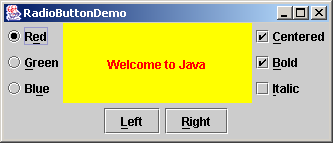 RadioButtonDemo
Red
Centered
Green
Welcome to Java
Bold
Blue
Italic
Left
Right